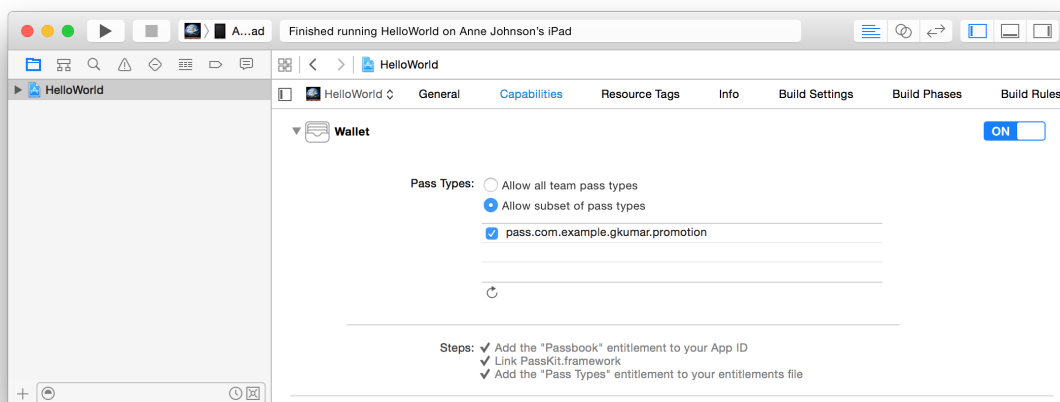 A...ad
Finished running HelloWorld on Anne Johnson's iPad
HelloWorld
HelloWorld
HelloWorld
General
Capabilities
Resource Tags
Info
Build Settings
Build Phases
Build Rules
Wallet
ON
Pass Types:
Allow all team pass types
Allow subset of pass types
pass.com.example.gkumar.promotion
Steps:
Add the "Passbook" entitlement to your App ID
Link PassKit.framework
Add the "Pass Types" entitlement to your entitlements file